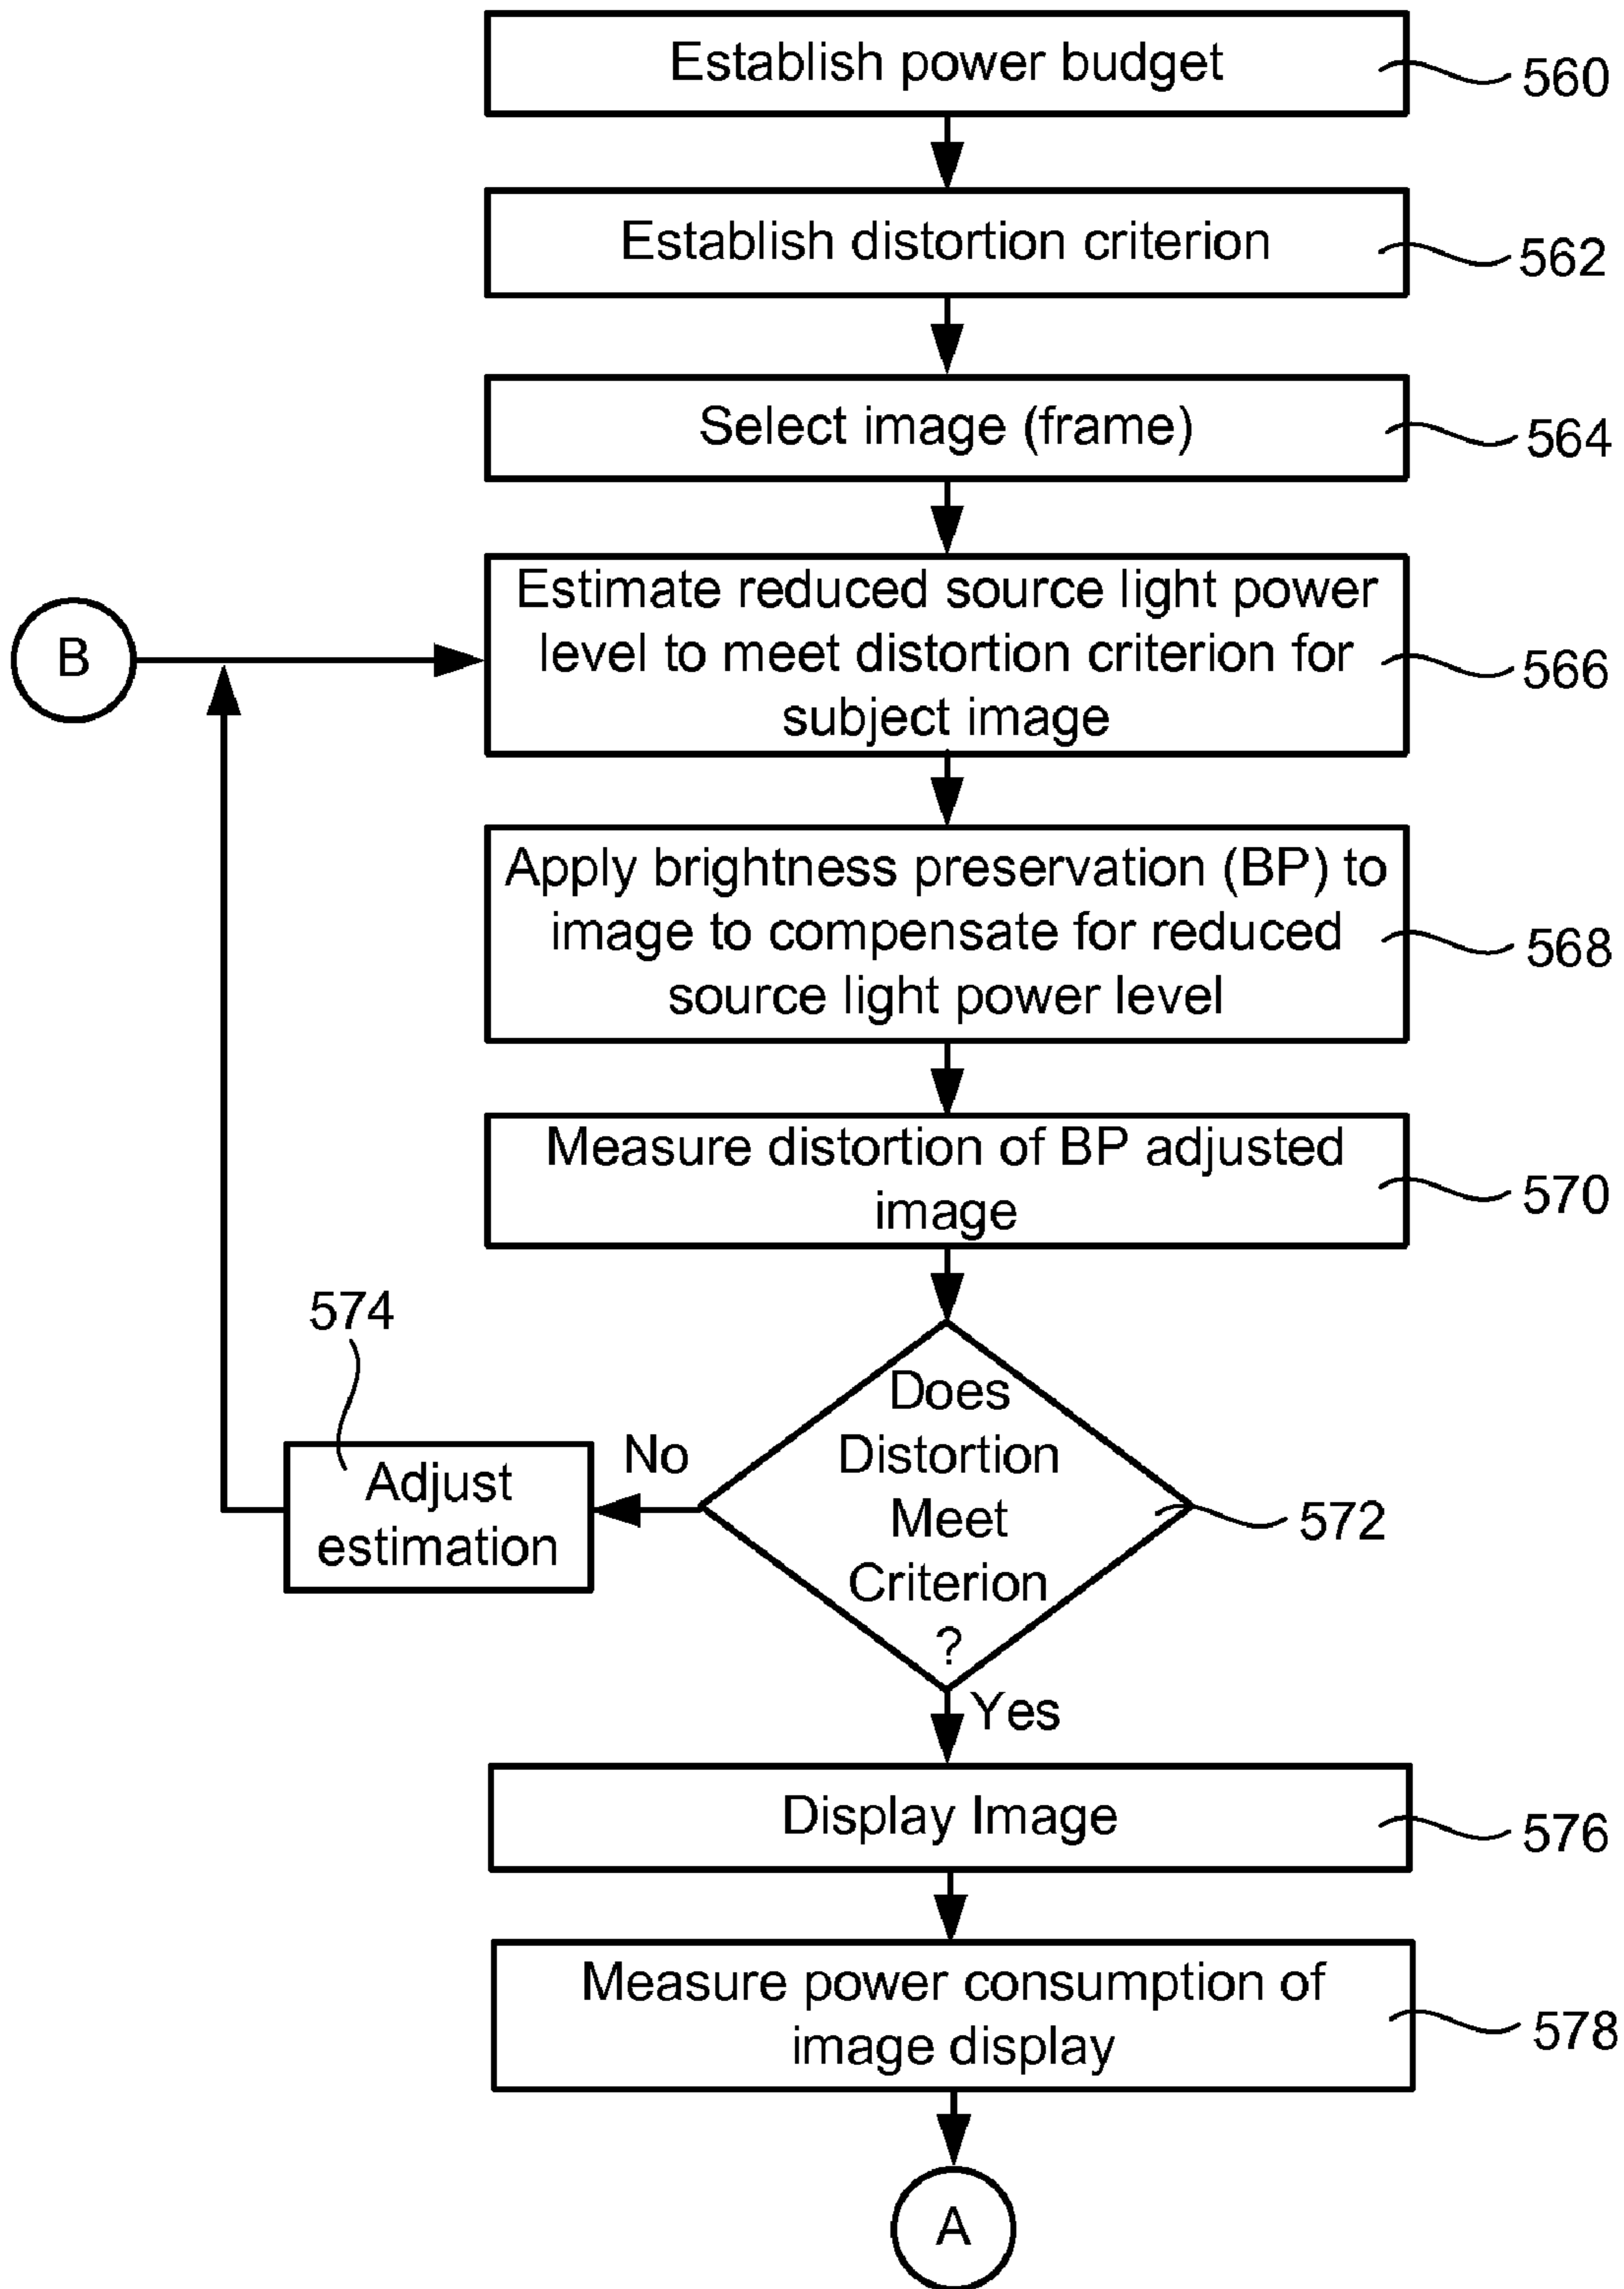 Establish power budget
560
Establish distortion criterion
562
Select image (frame)
564
B
Estimate reduced source light power
level to meet distortion criterion for
subject image
566
Apply brightness preservation (BP) to
image to compensate for reduced
source light power level
568
Measure distortion of BP adjusted
image
570
574
Adjust
estimation
No
Does
Distortion
Meet
Criterion
?
572
Yes
Display Image
576
Measure power consumption of
image display
578
A